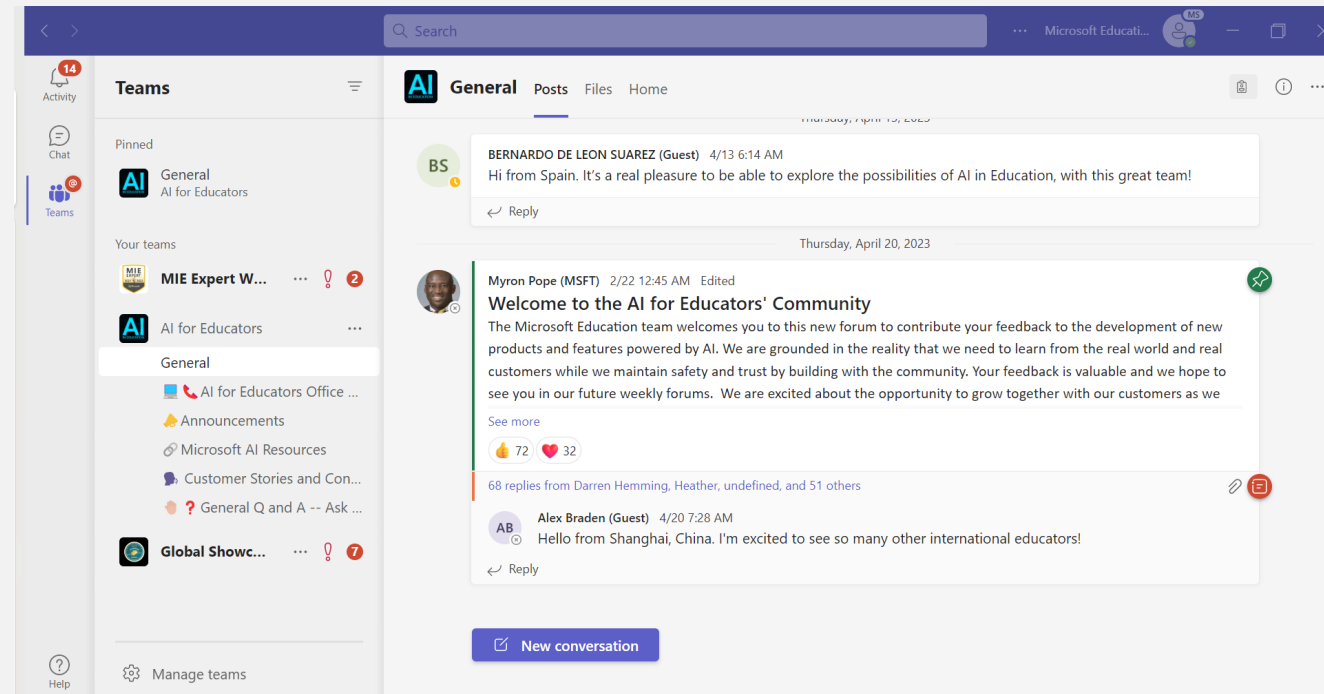 Search
Microsoft Educati...
MS
14
Activity
Chat
@
Teams
Help
Teams
Pinned
AI
General
AI for Educators
Your teams
MIE
EXPERT
MIE Expert W...
2
AI
AI for Educators
General
AI for Educators Office ...
Announcements
Microsoft AI Resources
Customer Stories and Con...
General Q and A -- Ask ...
Global Showc...
7
Manage teams
AI
General
Posts
Files
Home
Thursday, April 13, 2023
BS
BERNARDO DE LEON SUAREZ (Guest) 4/13 6:14 AM
Hi from Spain. It's a real pleasure to be able to explore the possibilities of AI in Education, with this great team!
Reply
Thursday, April 20, 2023
Myron Pope (MSFT) 2/22 12:45 AM Edited
Welcome to the AI for Educators' Community
The Microsoft Education team welcomes you to this new forum to contribute your feedback to the development of new
products and features powered by AI. We are grounded in the reality that we need to learn from the real world and real
customers while we maintain safety and trust by building with the community. Your feedback is valuable and we hope to
see you in our future weekly forums. We are excited about the opportunity to grow together with our customers as we
See more
72
32
68 replies from Darren Hemming, Heather, undefined, and 51 others
AB
Alex Braden (Guest) 4/20 7:28 AM
Hello from Shanghai, China. I'm excited to see so many other international educators!
Reply
New conversation